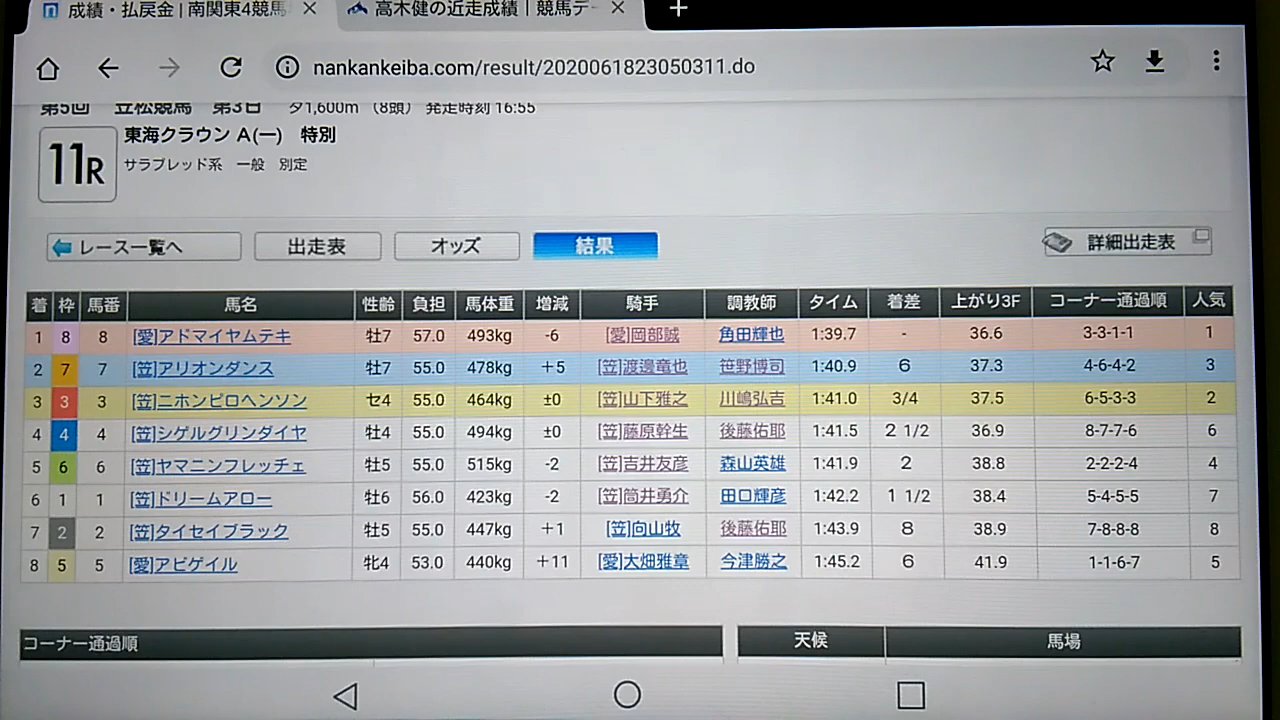 成績・払戻金 | 南関東4競馬 × 高木健の近走成績 | 競馬デー × +
nankankeiba.com/result/2020061823050311.do
第5回 笠松競馬 第3日 ダ1,600m (8頭) 発走時刻 16:55
11R 東海クラウン A(一) 特別
サラブレッド系 一般 別定
レース一覧へ 出走表 オッズ 結果 詳細出走表
着 枠 馬番 馬名 性齢 負担 馬体重 増減 騎手 調教師 タイム 着差 上がり3F コーナー通過順 人気
1 8 8 [愛]アドマイヤムテキ 牡7 57.0 493kg -6 [愛]岡部誠 角田輝也 1:39.7 - 36.6 3-3-1-1 1
2 7 7 [笠]アリオンダンス 牡7 55.0 478kg +5 [笠]渡邊竜也 笹野博司 1:40.9 6 37.3 4-6-4-2 3
3 3 3 [笠]ニホンピロヘンソン セ4 55.0 464kg ±0 [笠]山下雅之 川嶋弘吉 1:41.0 3/4 37.5 6-5-3-3 2
4 4 4 [笠]シゲルグリンダイヤ 牡4 55.0 494kg ±0 [笠]藤原幹生 後藤佑耶 1:41.5 2 1/2 36.9 8-7-7-6 6
5 6 6 [笠]ヤマニンフレッチェ 牡5 55.0 515kg -2 [笠]吉井友彦 森山英雄 1:41.9 2 38.8 2-2-2-4 4
6 1 1 [笠]ドリームアロー 牡6 56.0 423kg -2 [笠]筒井勇介 田口輝彦 1:42.2 1 1/2 38.4 5-4-5-5 7
7 2 2 [笠]タイセイブラック 牡5 55.0 447kg +1 [笠]向山牧 後藤佑耶 1:43.9 8 38.9 7-8-8-8 8
8 5 5 [愛]アビゲイル 牝4 53.0 440kg +11 [愛]大畑雅章 今津勝之 1:45.2 6 41.9 1-1-6-7 5
コーナー通過順 天候 馬場